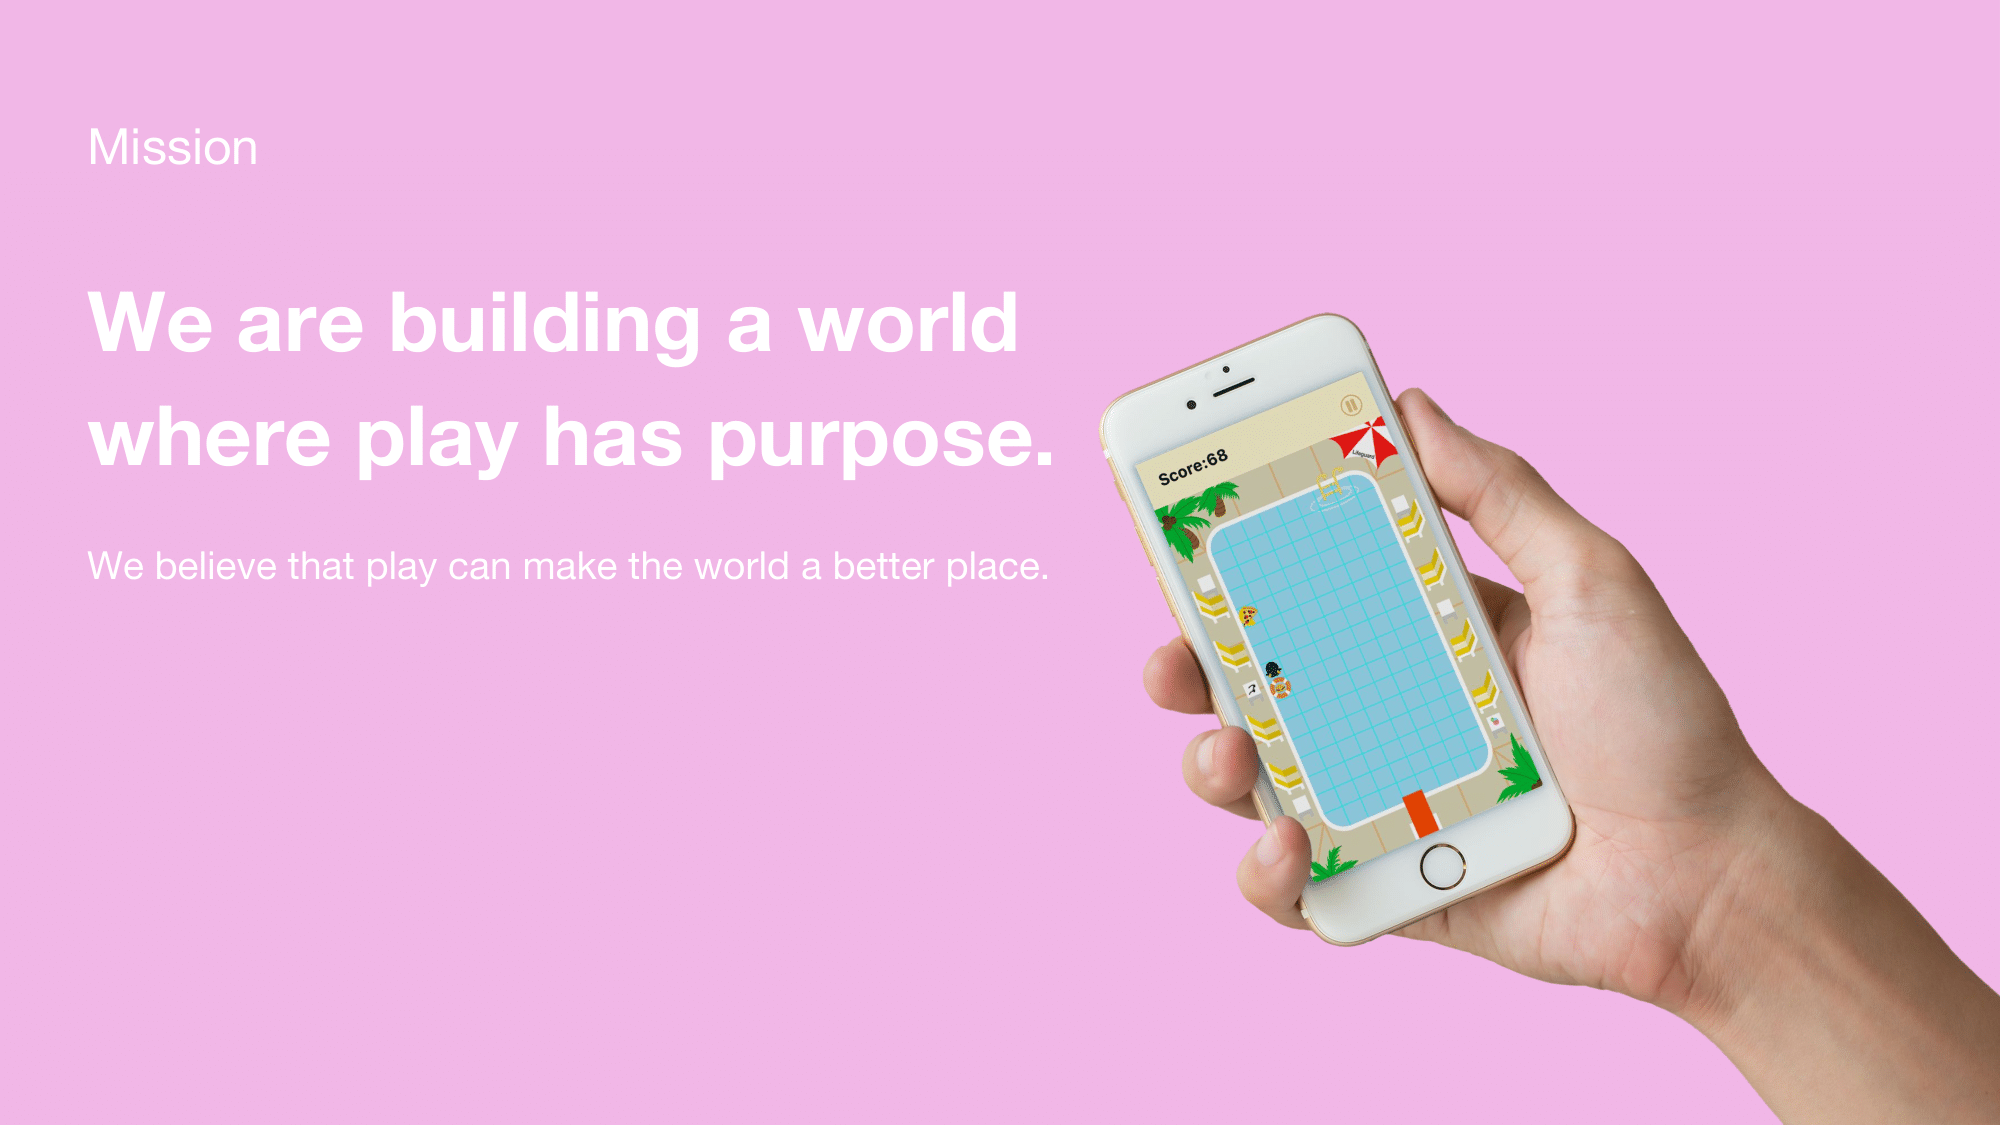 Mission
We are building a world
where play has purpose.
We believe that play can make the world a better place.
Score:68
Lifeguard